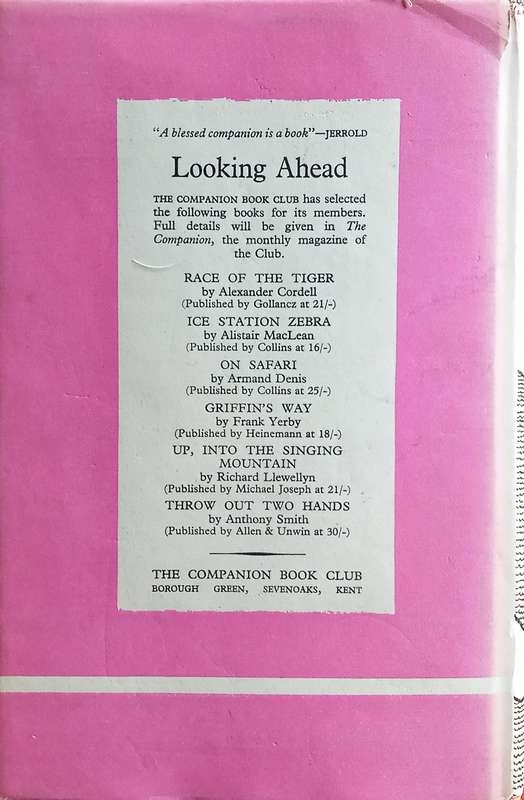 "A blessed companion is a book"—JERROLD
Looking Ahead
THE COMPANION BOOK CLUB has selected
the following books for its members.
Full details will be given in The
Companion, the monthly magazine of
the Club.
RACE OF THE TIGER
by Alexander Cordell
(Published by Gollancz at 21/-)
ICE STATION ZEBRA
by Alistair MacLean
(Published by Collins at 16/-)
ON SAFARI
by Armand Denis
(Published by Collins at 25/-)
GRIFFIN'S WAY
by Frank Yerby
(Published by Heinemann at 18/-)
UP, INTO THE SINGING
MOUNTAIN
by Richard Llewellyn
(Published by Michael Joseph at 21/-)
THROW OUT TWO HANDS
by Anthony Smith
(Published by Allen & Unwin at 30/-)
THE COMPANION BOOK CLUB
BOROUGH GREEN, SEVENOAKS, KENT